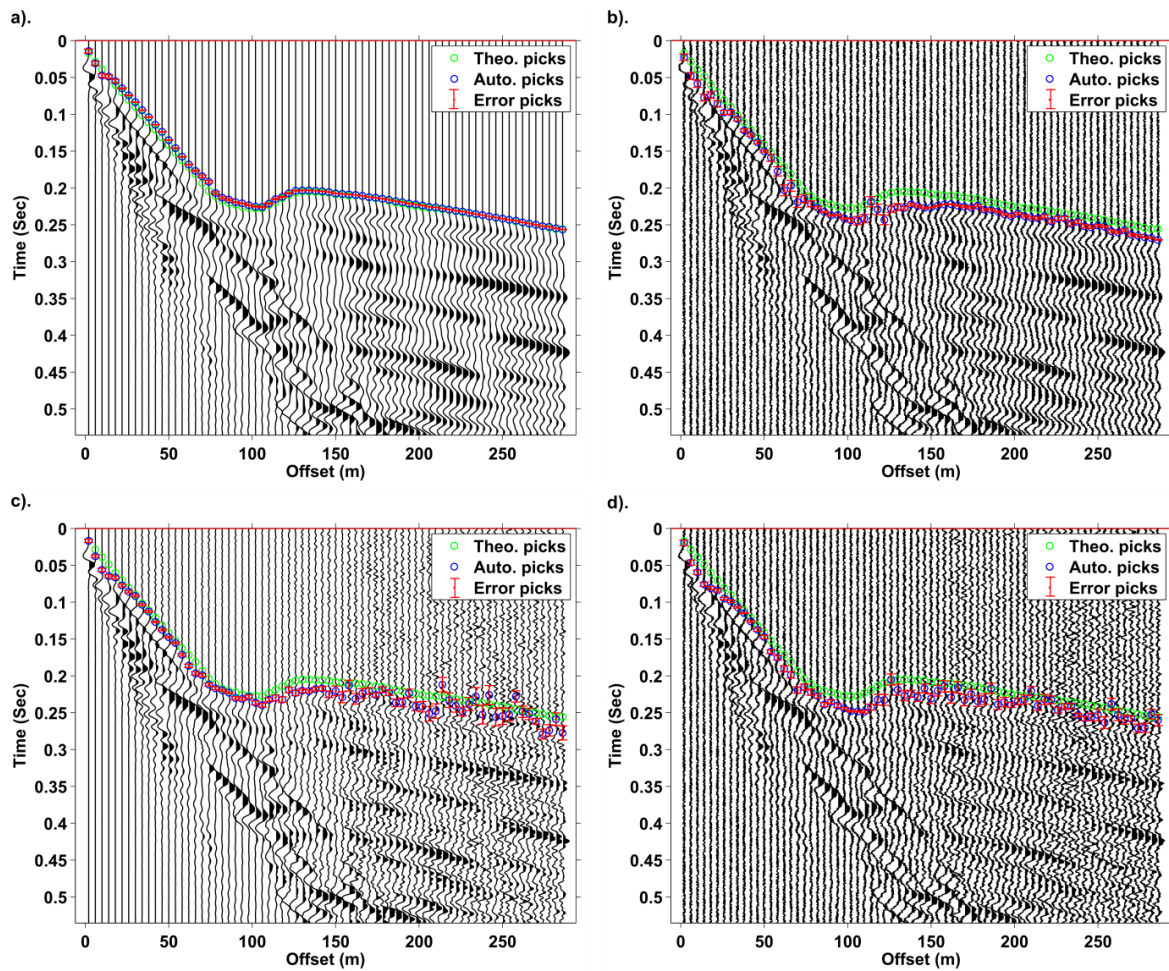 a).
0
0.05
0.1
0.15
0.2
0.25
0.3
0.35
0.4
0.45
0.5
Time (Sec)
0 50 100 150 200 250
Offset (m)
Theo. picks
Auto. picks
Error picks
b).
0
0.05
0.1
0.15
0.2
0.25
0.3
0.35
0.4
0.45
0.5
Time (Sec)
0 50 100 150 200 250
Offset (m)
Theo. picks
Auto. picks
Error picks
c).
0
0.05
0.1
0.15
0.2
0.25
0.3
0.35
0.4
0.45
0.5
Time (Sec)
0 50 100 150 200 250
Offset (m)
Theo. picks
Auto. picks
Error picks
d).
0
0.05
0.1
0.15
0.2
0.25
0.3
0.35
0.4
0.45
0.5
Time (Sec)
0 50 100 150 200 250
Offset (m)
Theo. picks
Auto. picks
Error picks